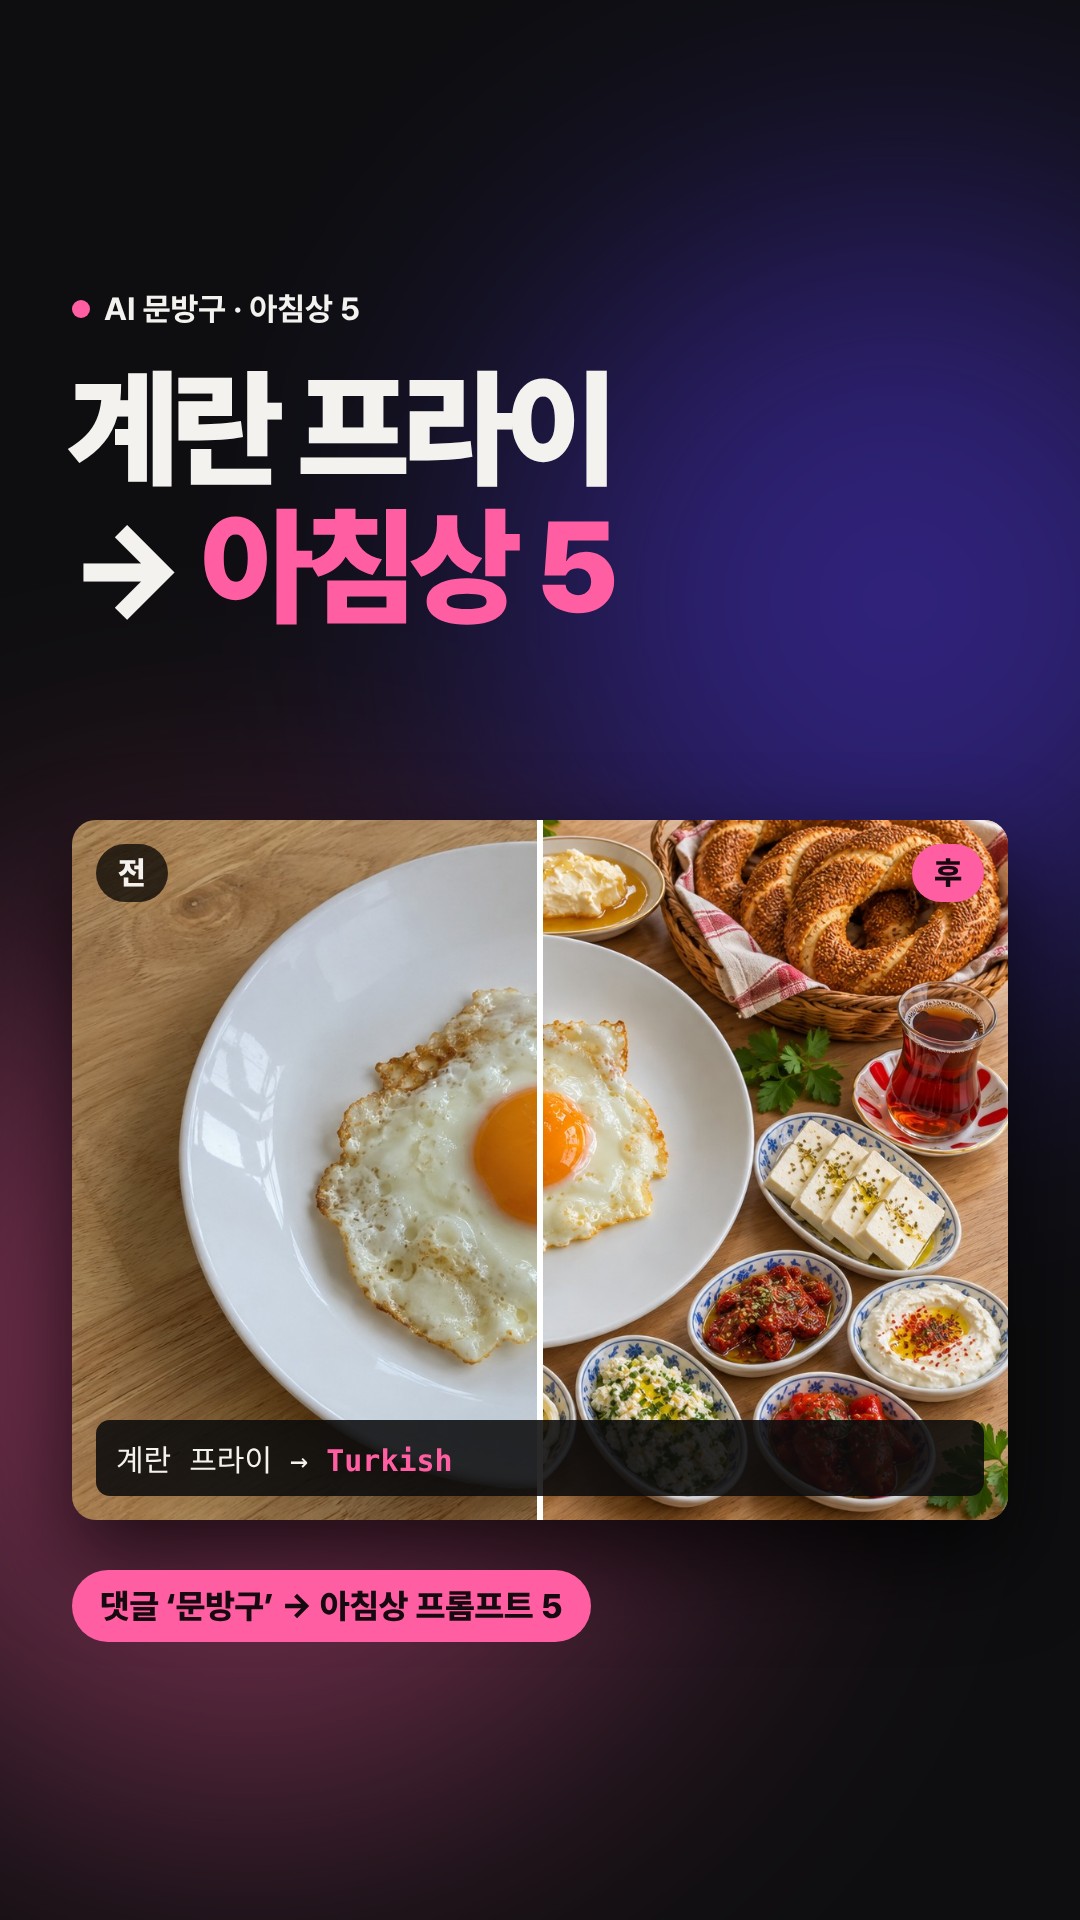 AI 문방구 · 아침상 5
계란 프라이
→ 아침상 5
전
후
계란 프라이 → Turkish
댓글 ‘문방구’ → 아침상 프롬프트 5